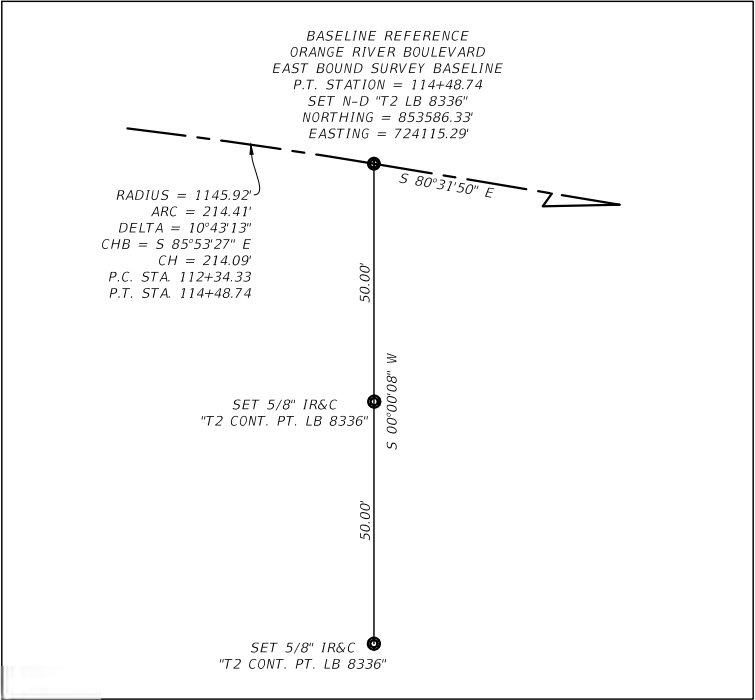 BASELINE REFERENCE
ORANGE RIVER BOULEVARD
EAST BOUND SURVEY BASELINE
P.T. STATION = 114+48.74
SET N-D "T2 LB 8336"
NORTHING = 853586.33'
EASTING = 724115.29'
S 80°31'50" E
RADIUS = 1145.92'
ARC = 214.41'
DELTA = 10°43'13"
CHB = S 85°53'27" E
CH = 214.09'
P.C. STA. 112+34.33
P.T. STA. 114+48.74
50.00'
S 00°00'08" W
SET 5/8" IR&C
"T2 CONT. PT. LB 8336"
50.00'
SET 5/8" IR&C
"T2 CONT. PT. LB 8336"